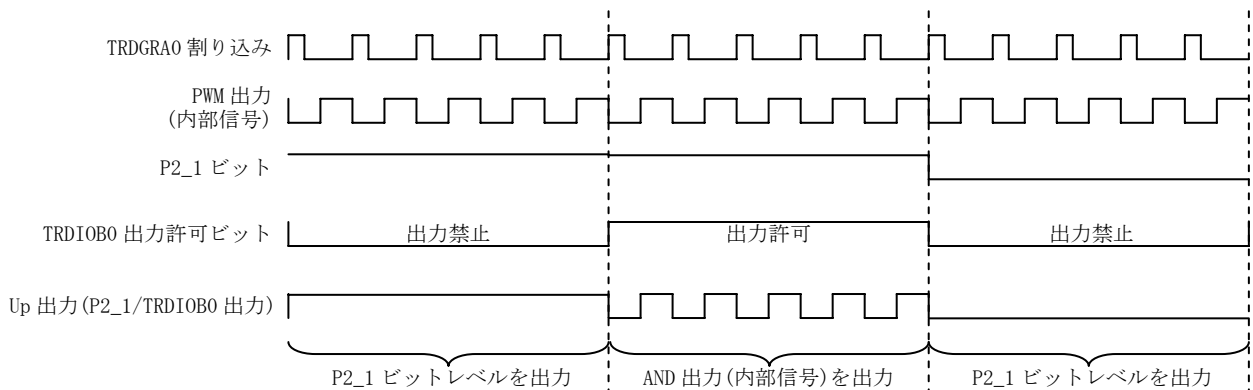 TRDGRA0 割り込み
PWM 出力
(内部信号)
P2_1 ビット
TRDIOB0 出力許可ビット
出力禁止
出力許可
出力禁止
Up 出力(P2_1/TRDIOB0 出力)
P2_1 ビットレベルを出力
AND 出力(内部信号)を出力
P2_1 ビットレベルを出力